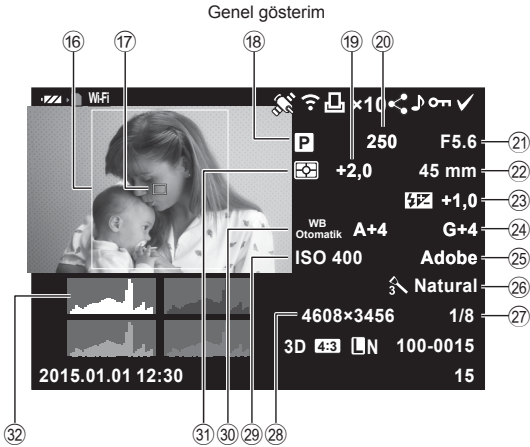 Genel gösterim
16 17 18 19 20
Wi-Fi ×10
P 250 F5.6 21
+2,0 45 mm 22
+1,0 23
WB Otomatik A+4 G+4 24
ISO 400 Adobe 25
3 Natural 26
4608×3456 1/8 27
3D 4:3 LN 100-0015
2015.01.01 12:30 15
32 31 30 29 28